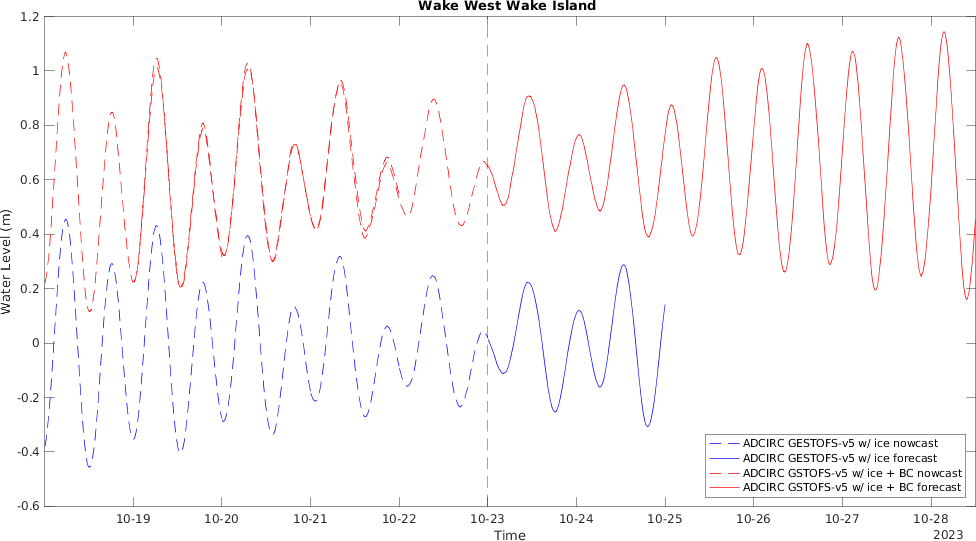 Wake West Wake Island
1.2
1
0.8
0.6
0.4
0.2
0
-0.2
-0.4
-0.6
Water Level (m)
10-19 10-20 10-21 10-22 10-23 10-24 10-25 10-26 10-27 10-28
Time
2023
ADCIRC GESTOFS-v5 w/ ice nowcast
ADCIRC GESTOFS-v5 w/ ice forecast
ADCIRC GSTOFS-v5 w/ ice + BC nowcast
ADCIRC GSTOFS-v5 w/ ice + BC forecast